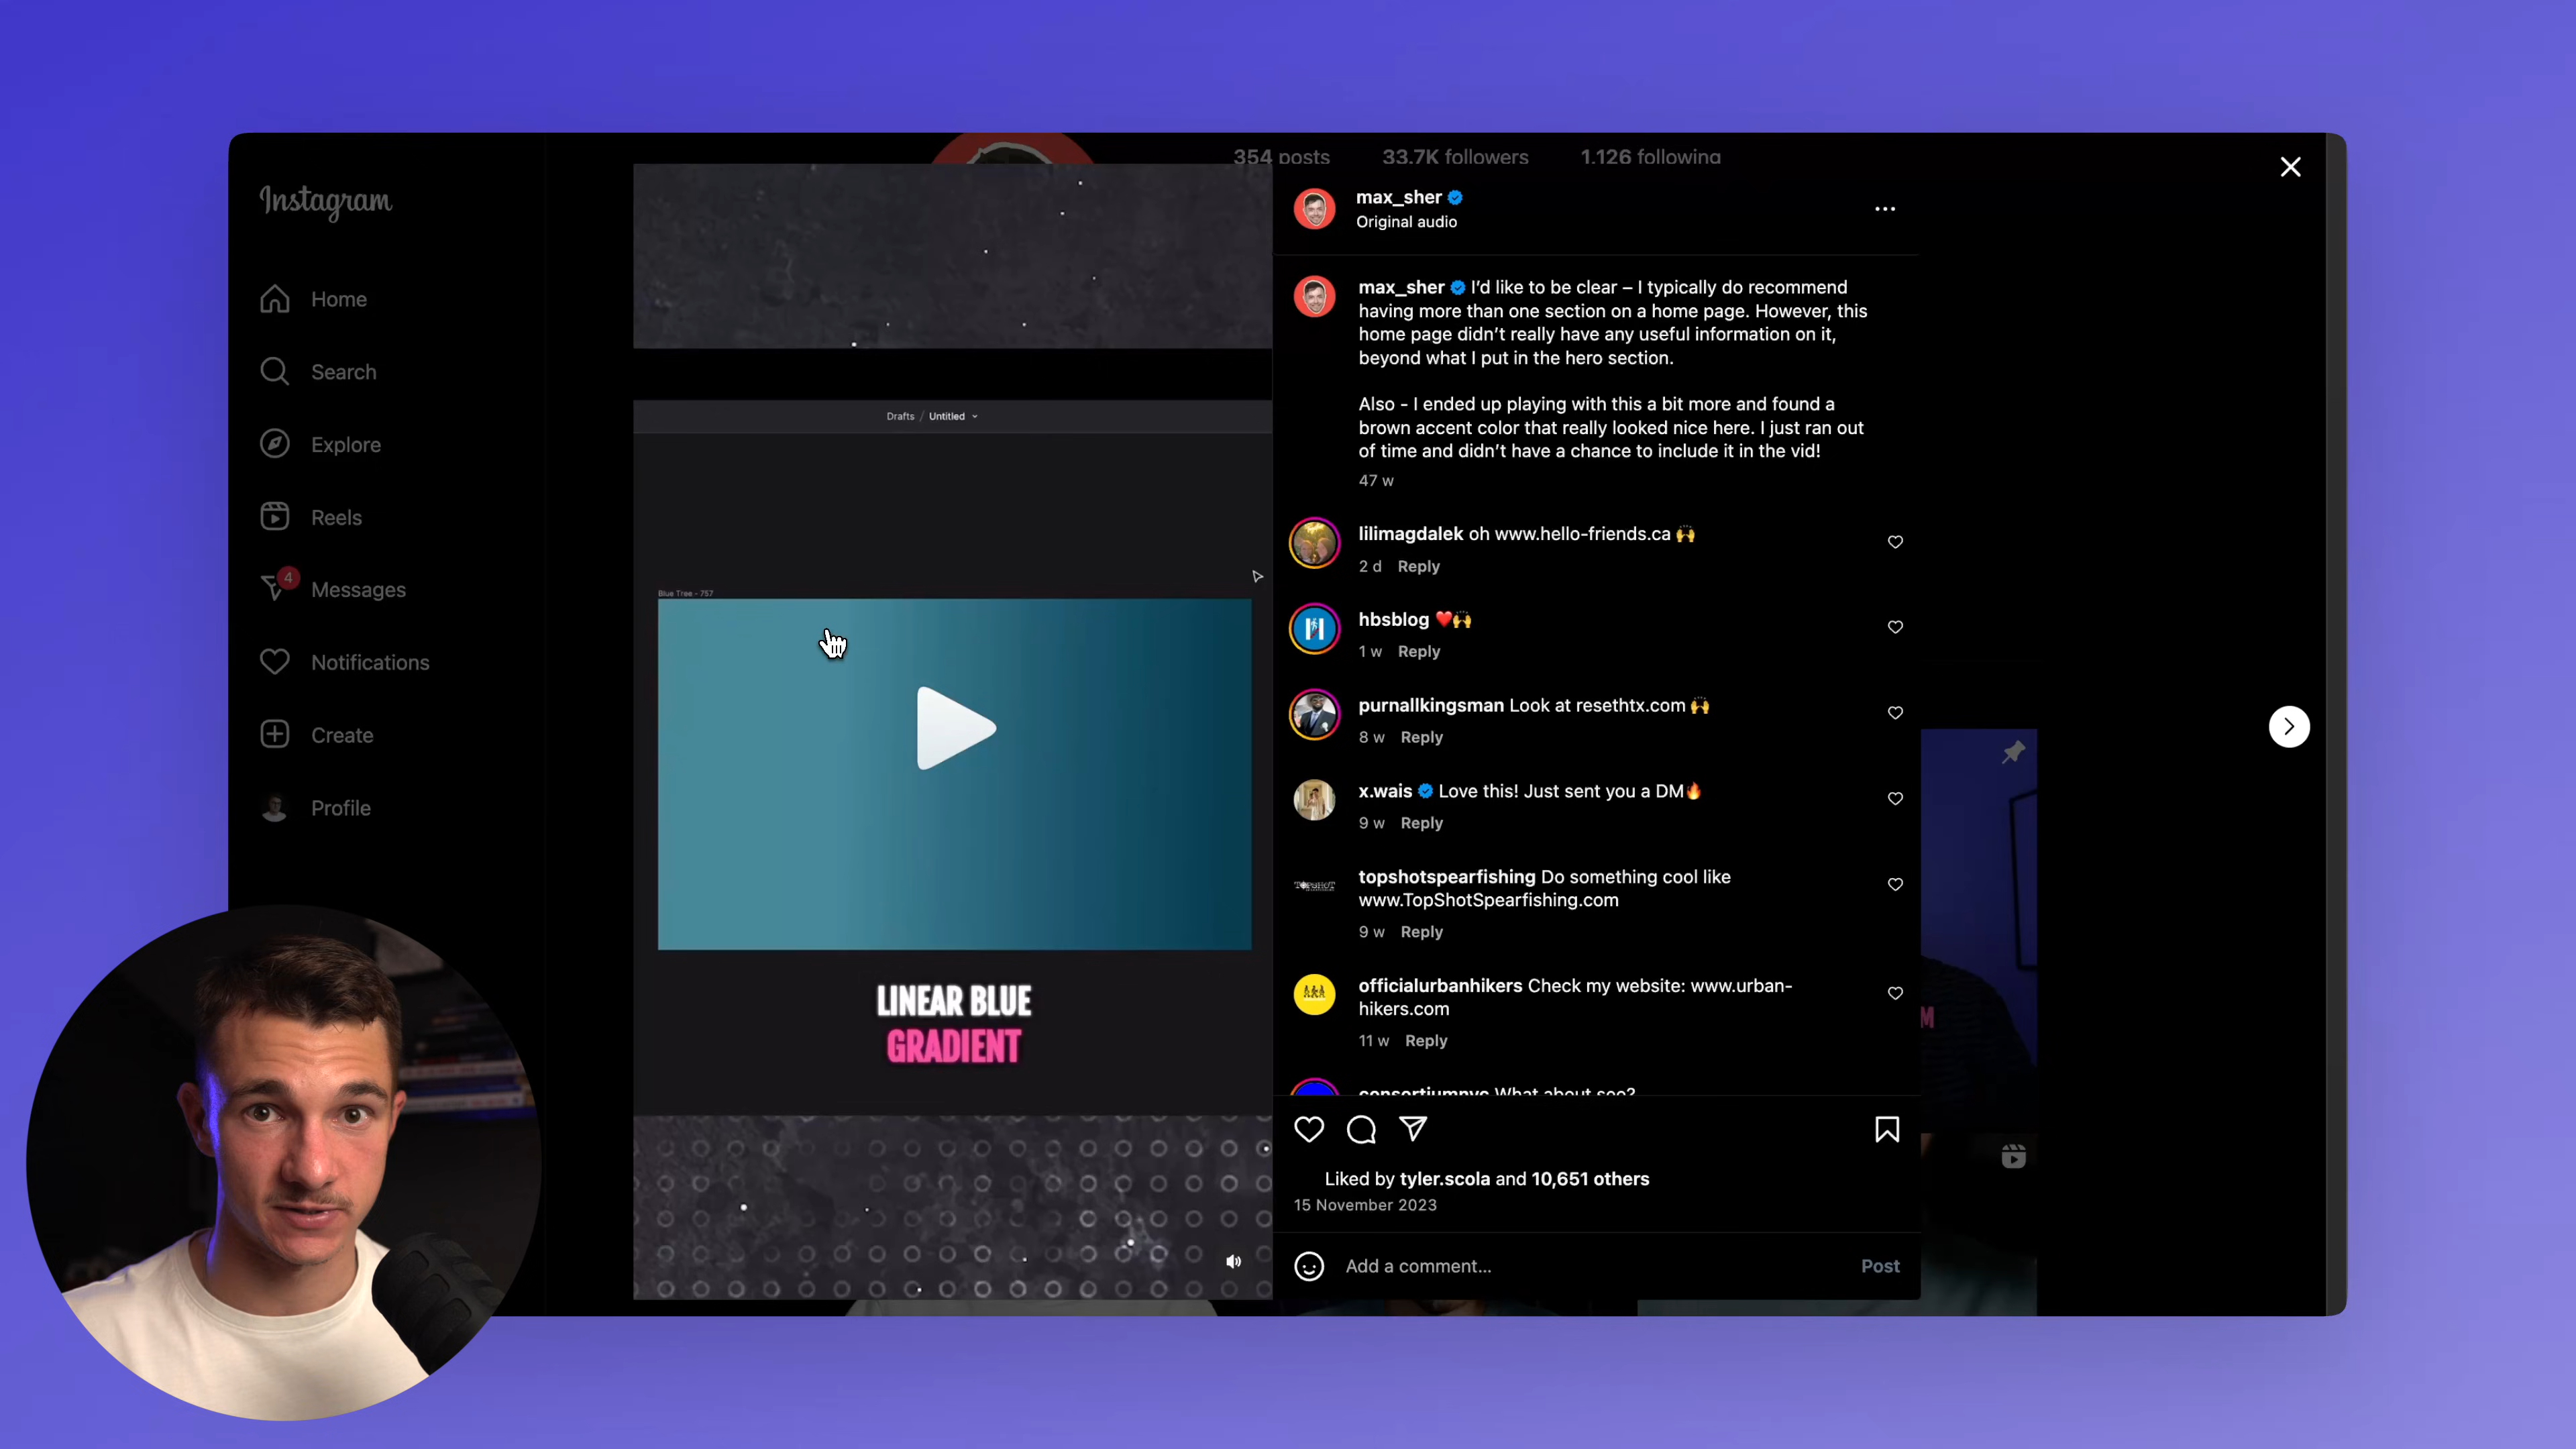 354 posts 33.7K followers 1,126 following
Instagram
Home
Search
Explore
Reels
4
Messages
Notifications
Create
Profile
Drafts / Untitled
Blue Tree - 757
LINEAR BLUE
GRADIENT
max_sher
Original audio
max_sher I'd like to be clear – I typically do recommend
having more than one section on a home page. However, this
home page didn't really have any useful information on it,
beyond what I put in the hero section.
Also - I ended up playing with this a bit more and found a
brown accent color that really looked nice here. I just ran out
of time and didn't have a chance to include it in the vid!
47 w
lilimagdalek oh www.hello-friends.ca 🙌
2 d Reply
hbsblog ❤️🙌
1 w Reply
purnallkingsman Look at resethtx.com 🙌
8 w Reply
x.wais Love this! Just sent you a DM🔥
9 w Reply
TOPSHOT
topshotspearfishing Do something cool like
www.TopShotSpearfishing.com
9 w Reply
officialurbanhikers Check my website: www.urban-
hikers.com
11 w Reply
consortiumnyc What about seo?
Liked by tyler.scola and 10,651 others
15 November 2023
Add a comment...
Post